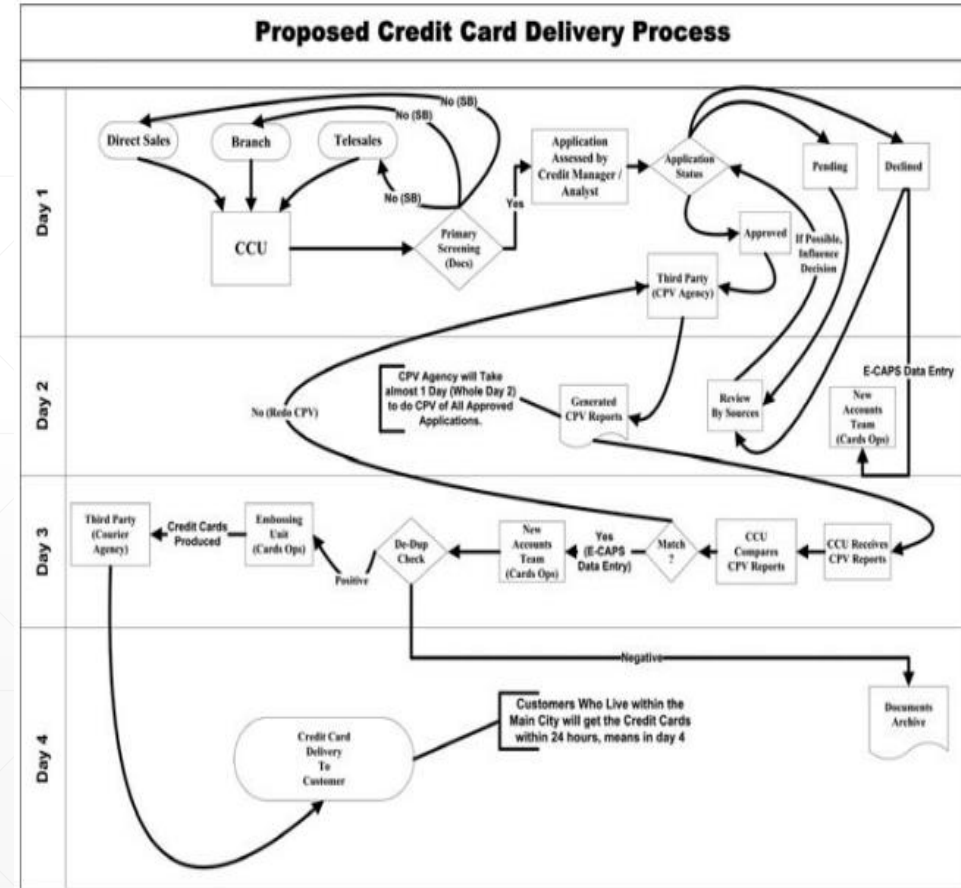 Proposed Credit Card Delivery Process
Day 1
No (SB)
No (SB)
Direct Sales
Branch
Telesales
No (SB)
CCU
Primary
Screening
(Docs)
Yes
Application
Assessed by
Credit Manager /
Analyst
Application
Status
Pending
Declined
Approved
If Possible,
Influence
Decision
Third Party
(CPV Agency)
Day 2
No (Redo CPV)
CPV Agency will Take
almost 1 Day (Whole Day 2)
to do CPV of All Approved
Applications.
Generated
CPV Reports
Review
By Sources
E-CAPS Data Entry
New
Accounts
Team
(Cards Ops)
Day 3
Third Party
(Courier
Agency)
Credit Cards
Produced
Embossing
Unit
(Cards Ops)
Positive
De-Dup
Check
New
Accounts
Team
(Cards Ops)
Yes
(E-CAPS
Data Entry)
Match
?
CCU
Compares
CPV Reports
CCU Receives
CPV Reports
Day 4
Negative
Credit Card
Delivery
To
Customer
Customers Who Live within the
Main City will get the Credit Cards
within 24 hours, means in day 4
Documents
Archive